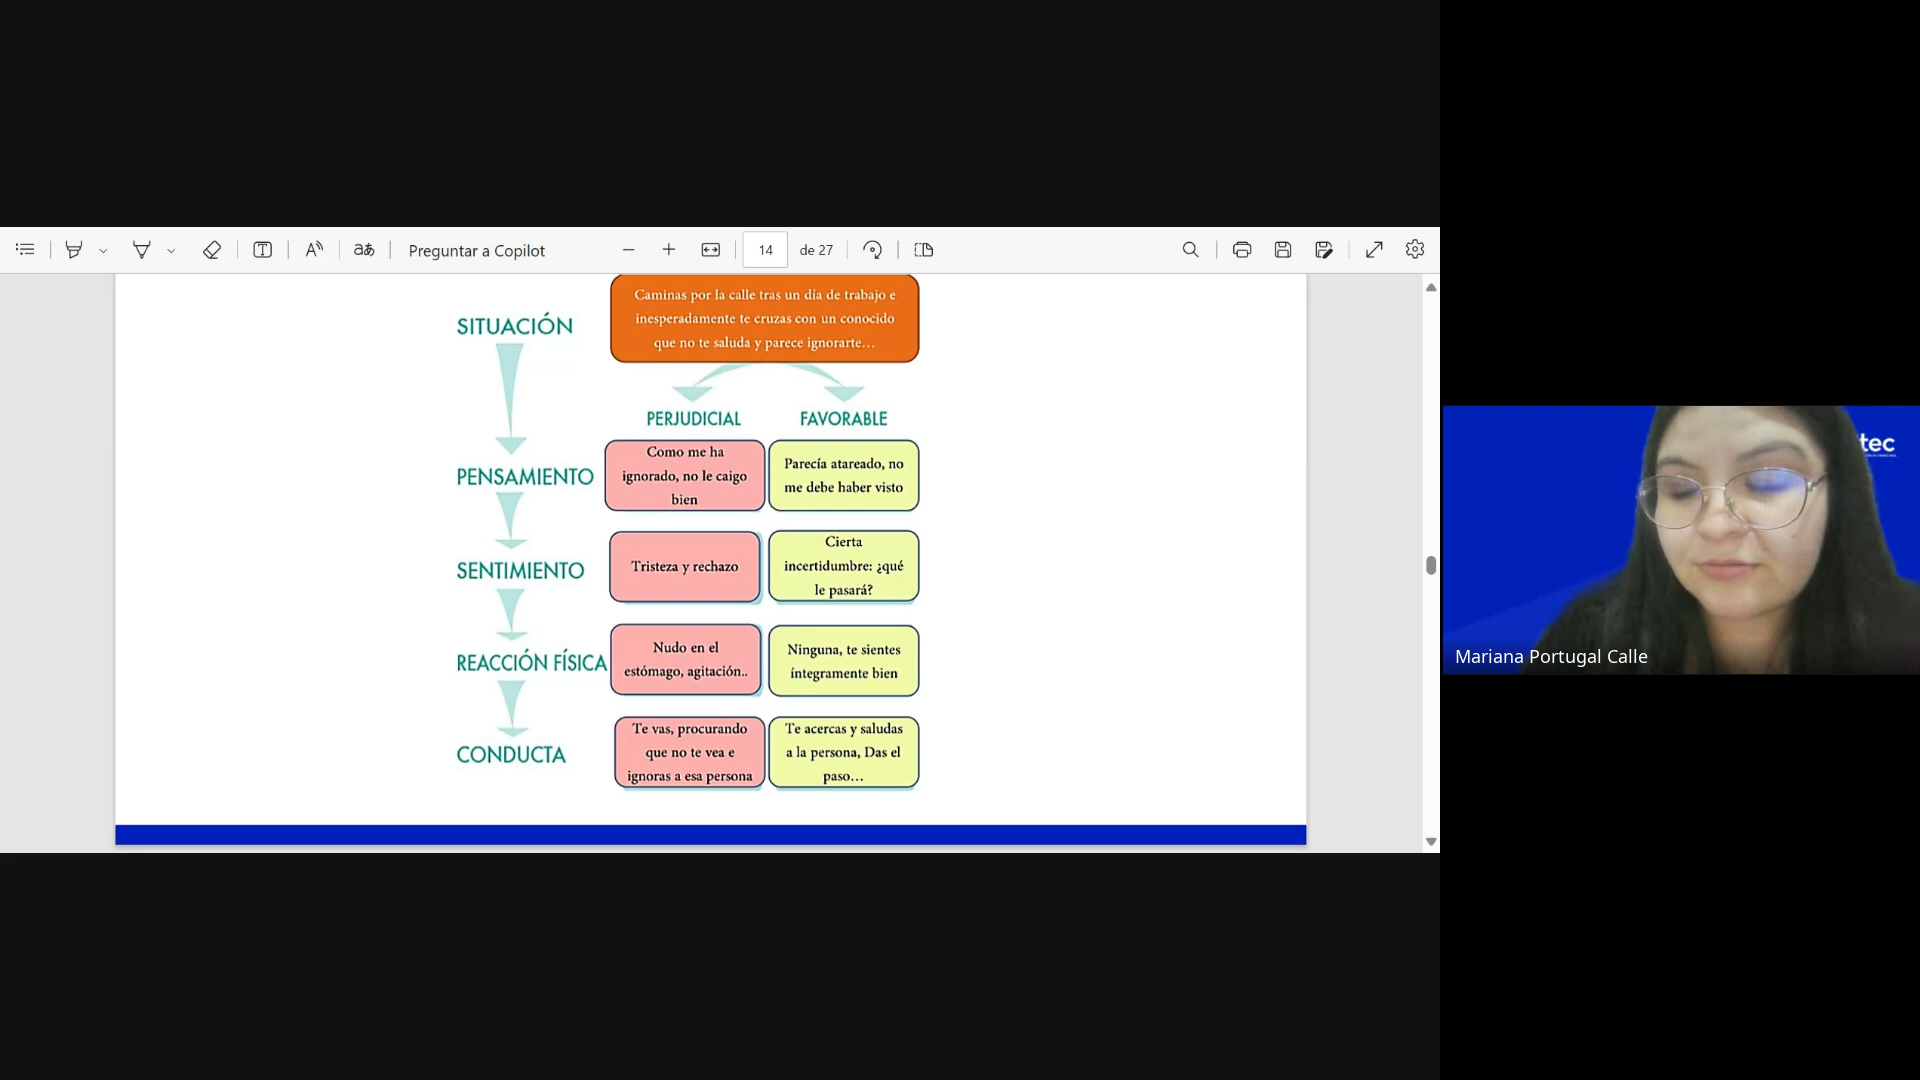 aあ
Preguntar a Copilot
14
de 27
Caminas por la calle tras un día de trabajo e
inesperadamente te cruzas con un conocido
que no te saluda y parece ignorarte...
SITUACIÓN
PERJUDICIAL
FAVORABLE
PENSAMIENTO
Como me ha
ignorado, no le caigo
bien
Parecía atareado, no
me debe haber visto
SENTIMIENTO
Tristeza y rechazo
Cierta
incertidumbre: ¿qué
le pasará?
REACCIÓN FÍSICA
Nudo en el
estómago, agitación..
Ninguna, te sientes
íntegramente bien
CONDUCTA
Te vas, procurando
que no te vea e
ignoras a esa persona
Te acercas y saludas
a la persona, Das el
paso...
tec
Mariana Portugal Calle